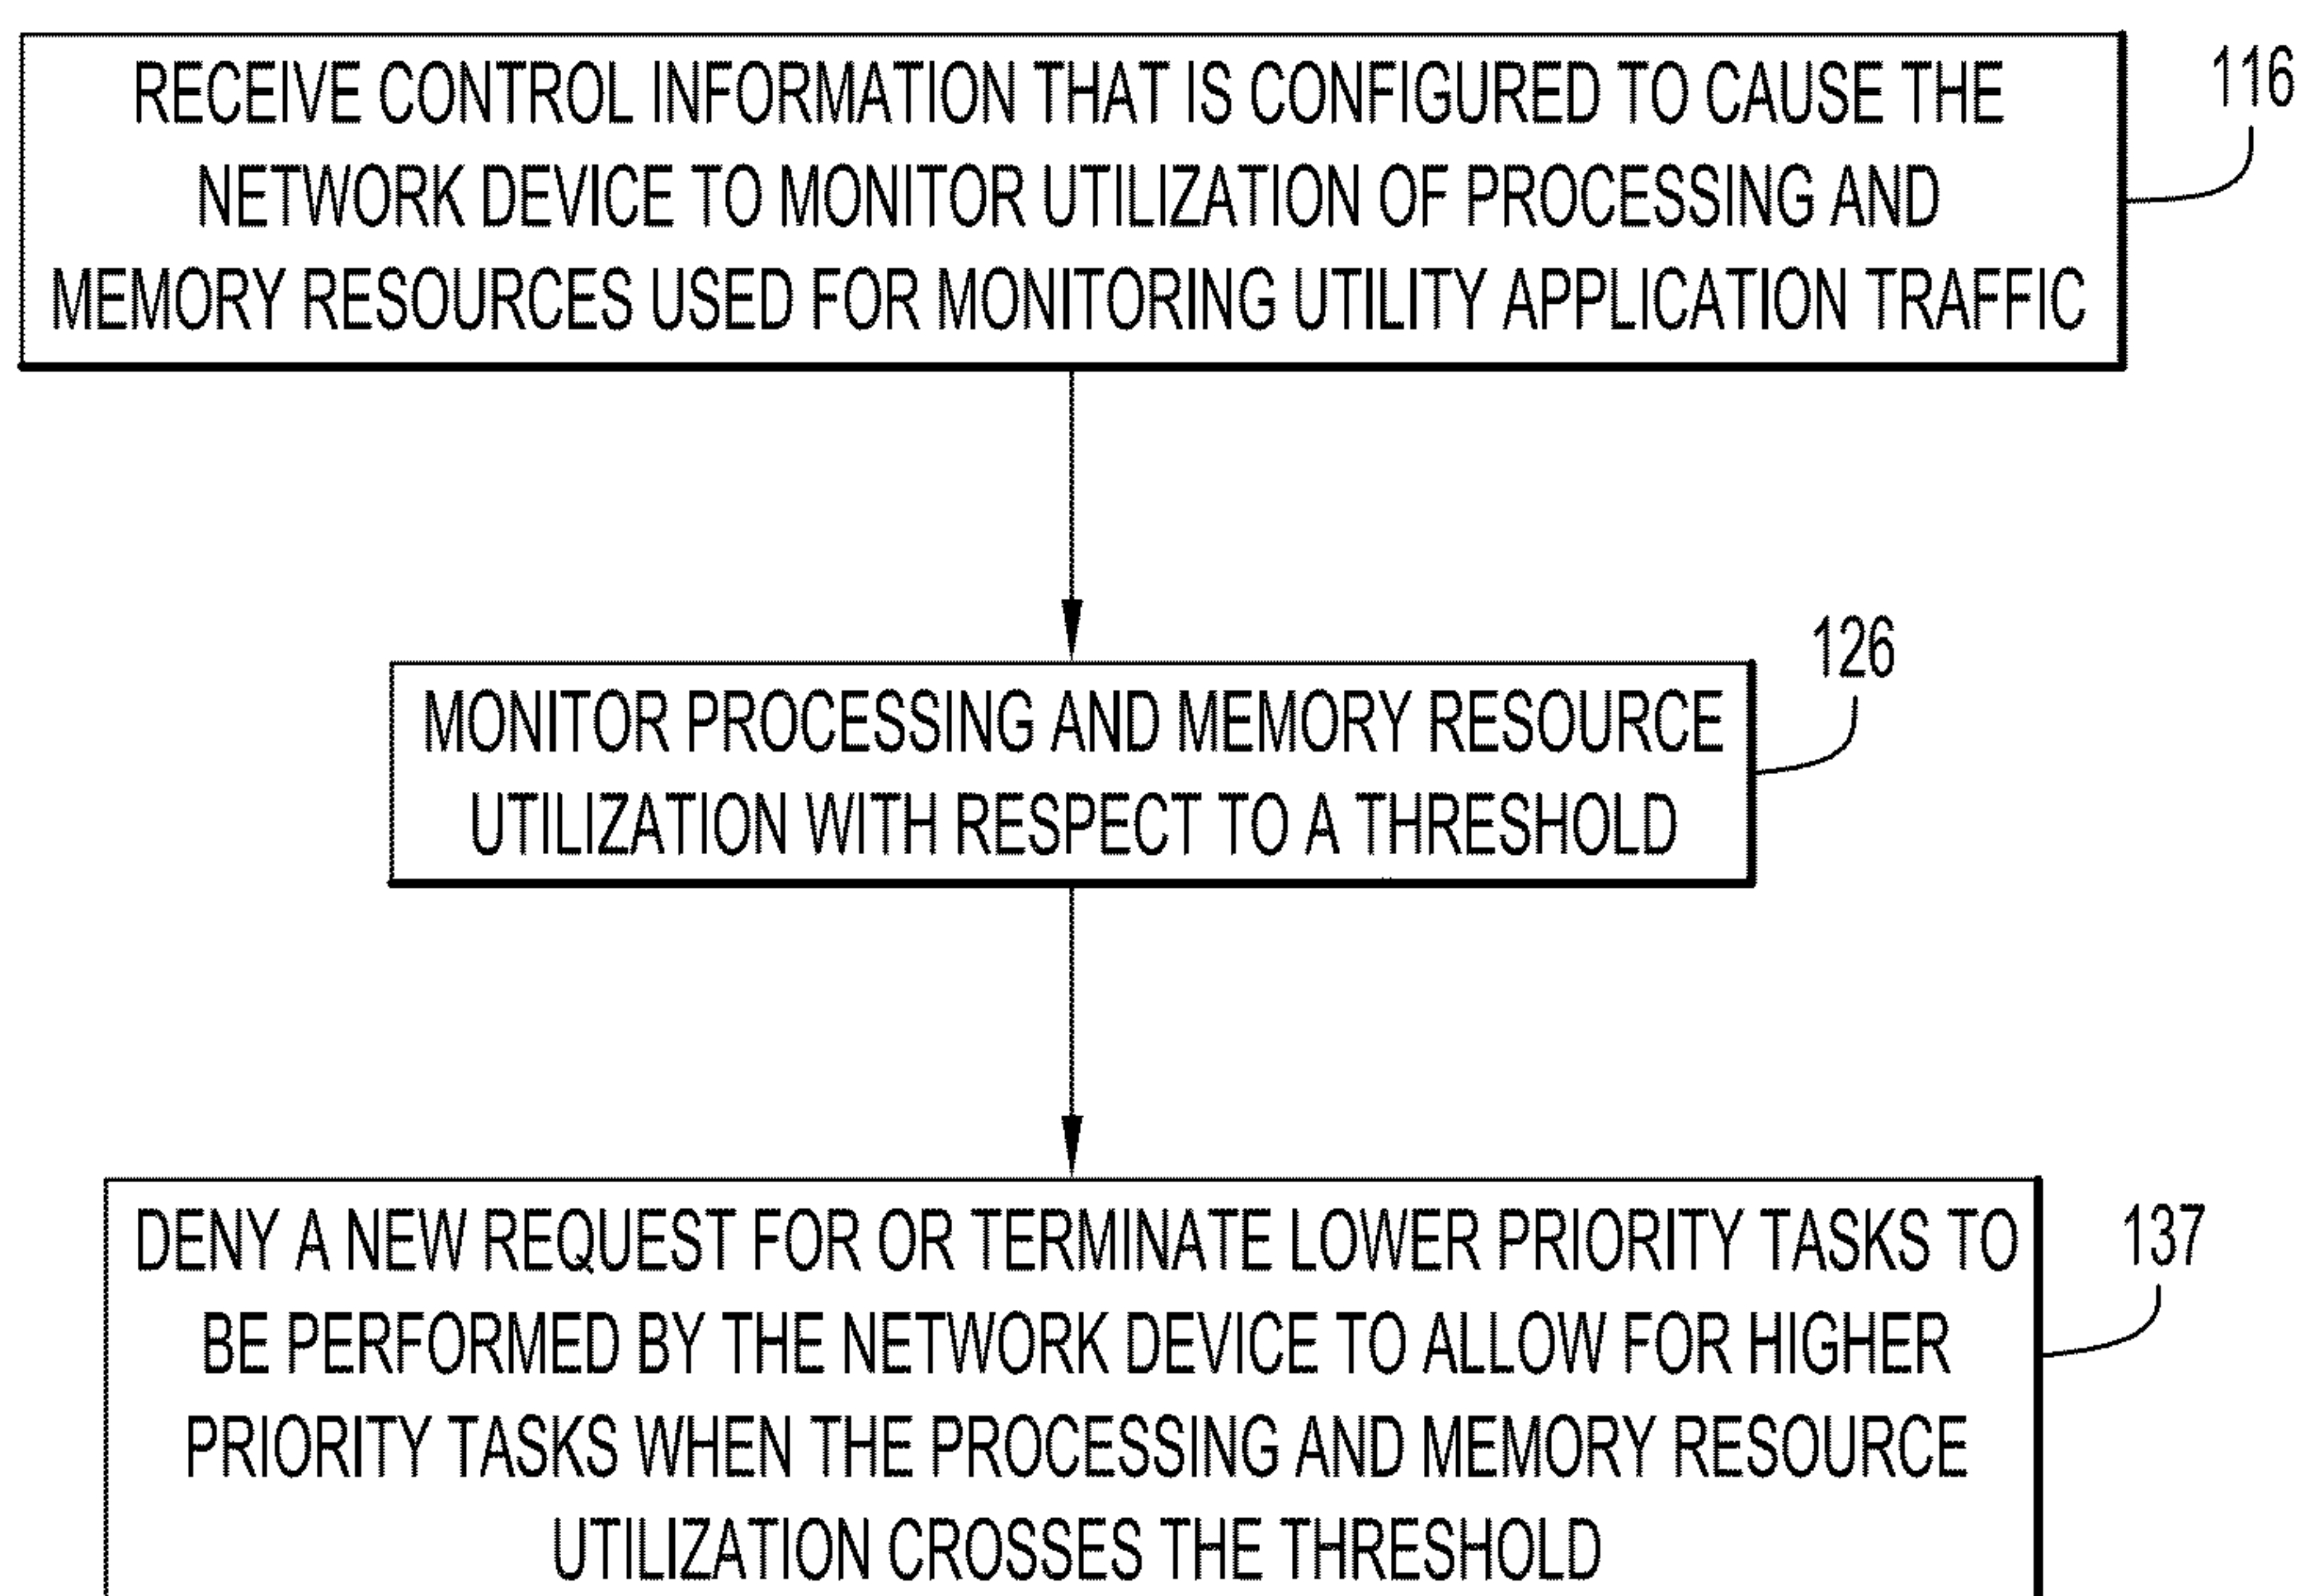 RECEIVE CONTROL INFORMATION THAT IS CONFIGURED TO CAUSE THE
NETWORK DEVICE TO MONITOR UTILIZATION OF PROCESSING AND
MEMORY RESOURCES USED FOR MONITORING UTILITY APPLICATION TRAFFIC
116
MONITOR PROCESSING AND MEMORY RESOURCE
UTILIZATION WITH RESPECT TO A THRESHOLD
126
DENY A NEW REQUEST FOR OR TERMINATE LOWER PRIORITY TASKS TO
BE PERFORMED BY THE NETWORK DEVICE TO ALLOW FOR HIGHER
PRIORITY TASKS WHEN THE PROCESSING AND MEMORY RESOURCE
UTILIZATION CROSSES THE THRESHOLD
137